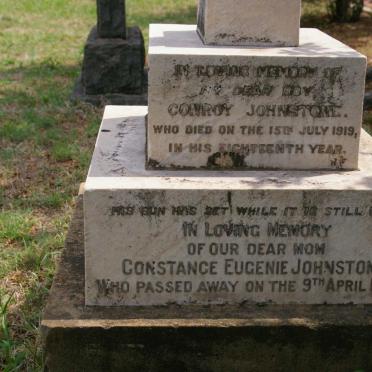 IN LOVING MEMORY OF
MY DEAR BOY
CONROY JOHNSTONE.
WHO DIED ON THE 15TH JULY 1919,
IN HIS EIGHTEENTH YEAR.
HIS SUN HAS SET WHILE IT IS STILL
IN LOVING MEMORY
OF OUR DEAR MOM
CONSTANCE EUGENIE JOHNSTON
WHO PASSED AWAY ON THE 9TH APRIL